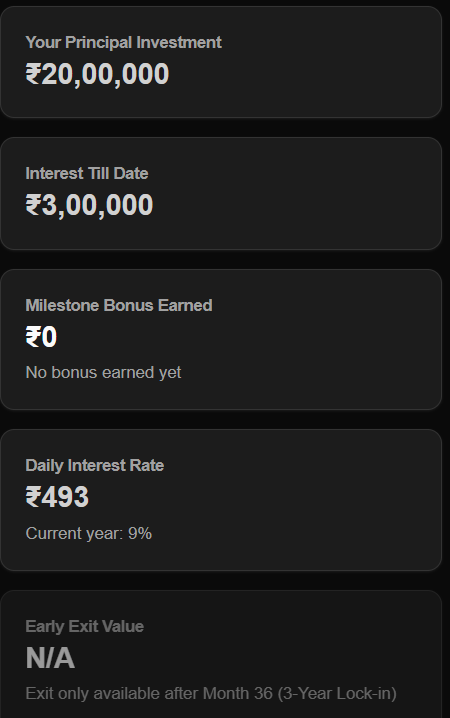 Your Principal Investment
₹20,00,000
Interest Till Date
₹3,00,000
Milestone Bonus Earned
₹0
No bonus earned yet
Daily Interest Rate
₹493
Current year: 9%
Early Exit Value
N/A
Exit only available after Month 36 (3-Year Lock-in)